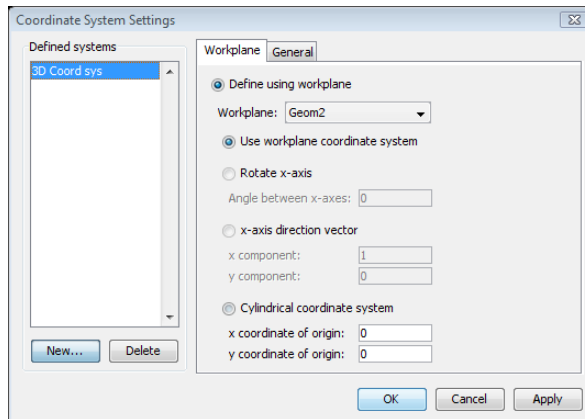 Coordinate System Settings
Defined systems
3D Coord sys
New...
Delete
Workplane
General
Define using workplane
Workplane: Geom2
Use workplane coordinate system
Rotate x-axis
Angle between x-axes: 0
x-axis direction vector
x component: 1
y component: 0
Cylindrical coordinate system
x coordinate of origin: 0
y coordinate of origin: 0
OK
Cancel
Apply